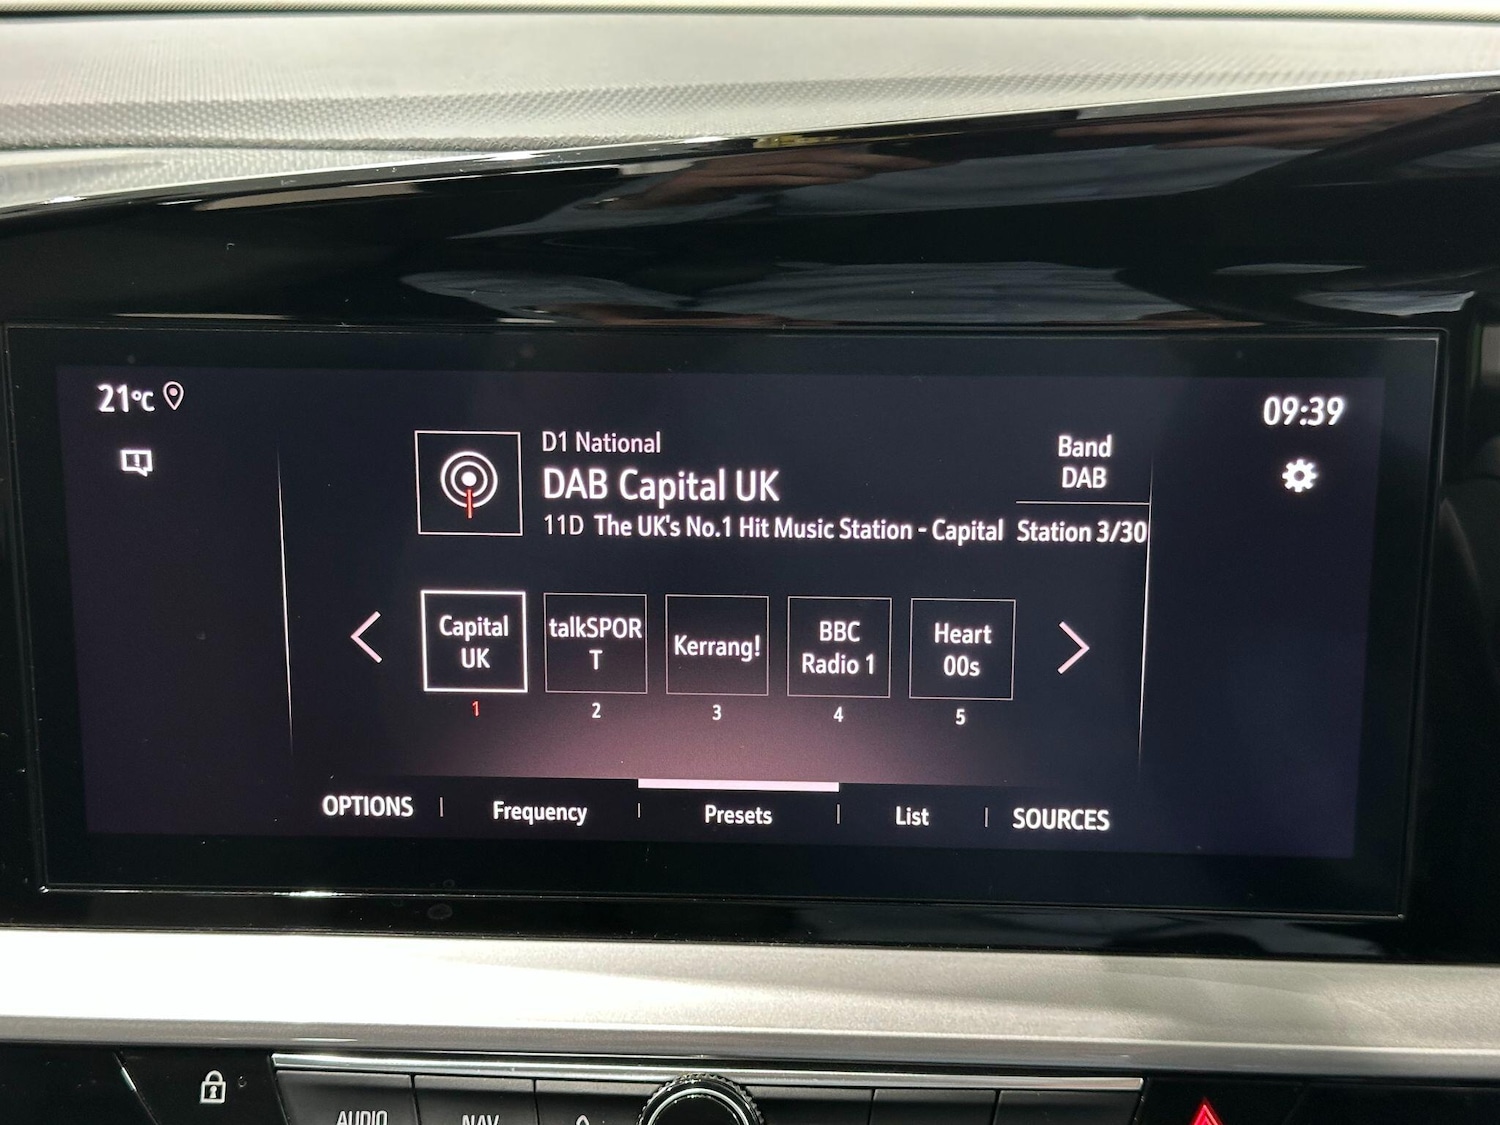 21°C
09:39
D1 National
DAB Capital UK
11D The UK's No.1 Hit Music Station - Capital
Band
DAB
Station 3/30
Capital
UK
1
talkSPOR
T
2
Kerrang!
3
BBC
Radio 1
4
Heart
00s
5
OPTIONS
Frequency
Presets
List
SOURCES
AUDIO
NAV